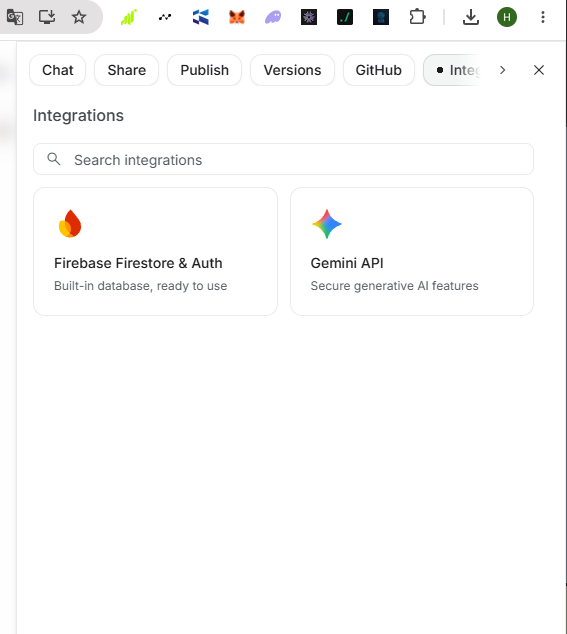 H
Chat Share Publish Versions GitHub Integ
Integrations
Search integrations
Firebase Firestore & Auth
Built-in database, ready to use
Gemini API
Secure generative AI features